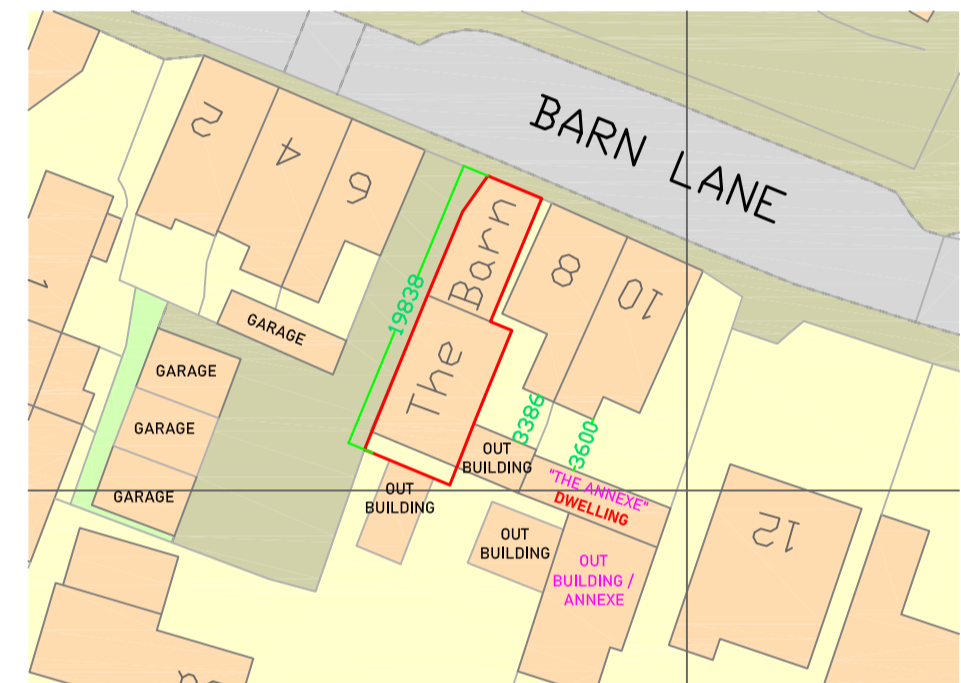 BARN LANE
2
4
6
Barn
The
8
10
19838
1
GARAGE
GARAGE
GARAGE
GARAGE
3386
3600
OUT
BUILDING
"THE ANNEXE"
DWELLING
OUT
BUILDING
OUT
BUILDING
OUT
BUILDING /
ANNEXE
12